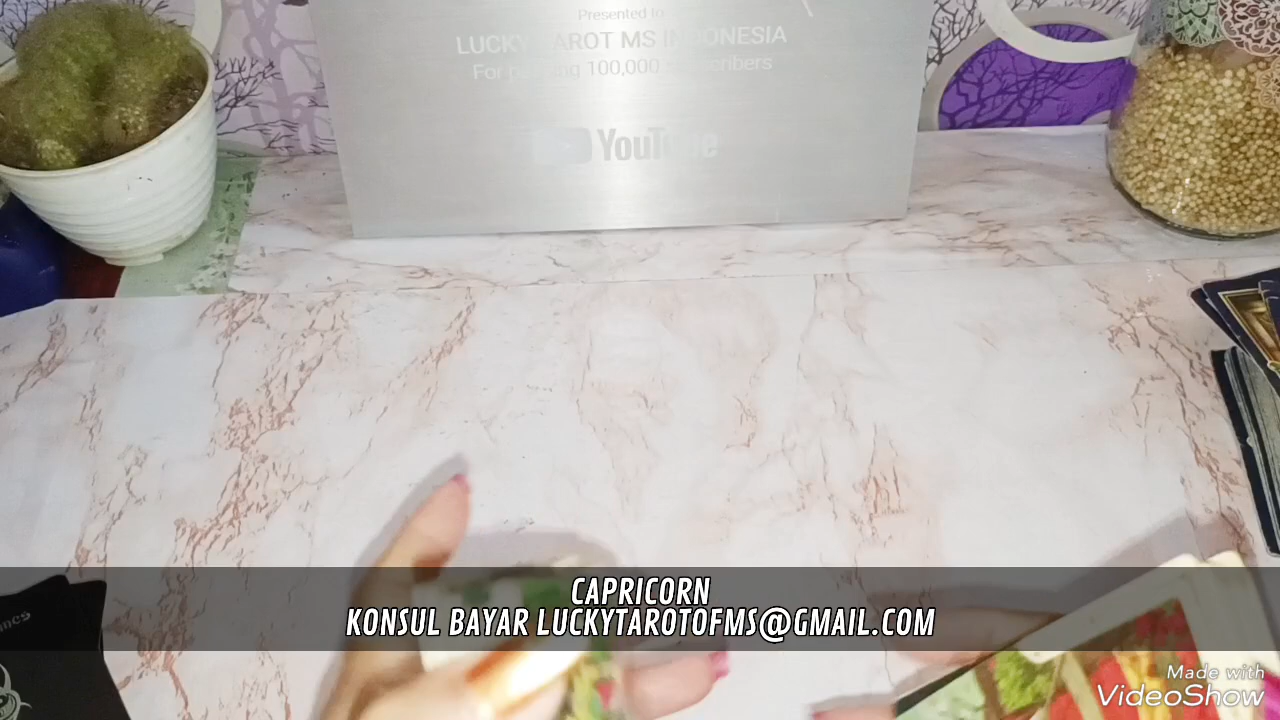 Presented to
LUCKY TAROT MS INDONESIA
For passing 100,000 subscribers
YouTube
CAPRICORN
KONSUL BAYAR LUCKYTAROTOFMS@GMAIL.COM
Made with
VideoShow